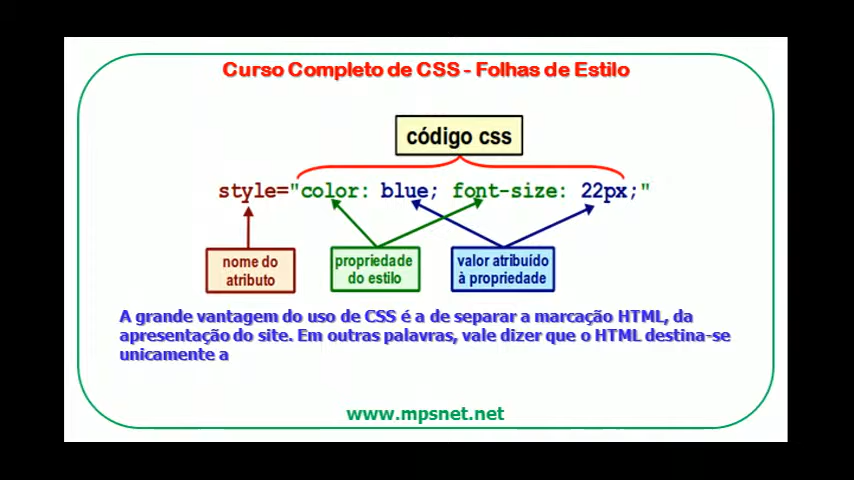 Curso Completo de CSS - Folhas de Estilo
código css
style="color: blue; font-size: 22px;"
nome do
atributo
propriedade
do estilo
valor atribuído
à propriedade
A grande vantagem do uso de CSS é a de separar a marcação HTML, da
apresentação do site. Em outras palavras, vale dizer que o HTML destina-se
unicamente a
www.mpsnet.net